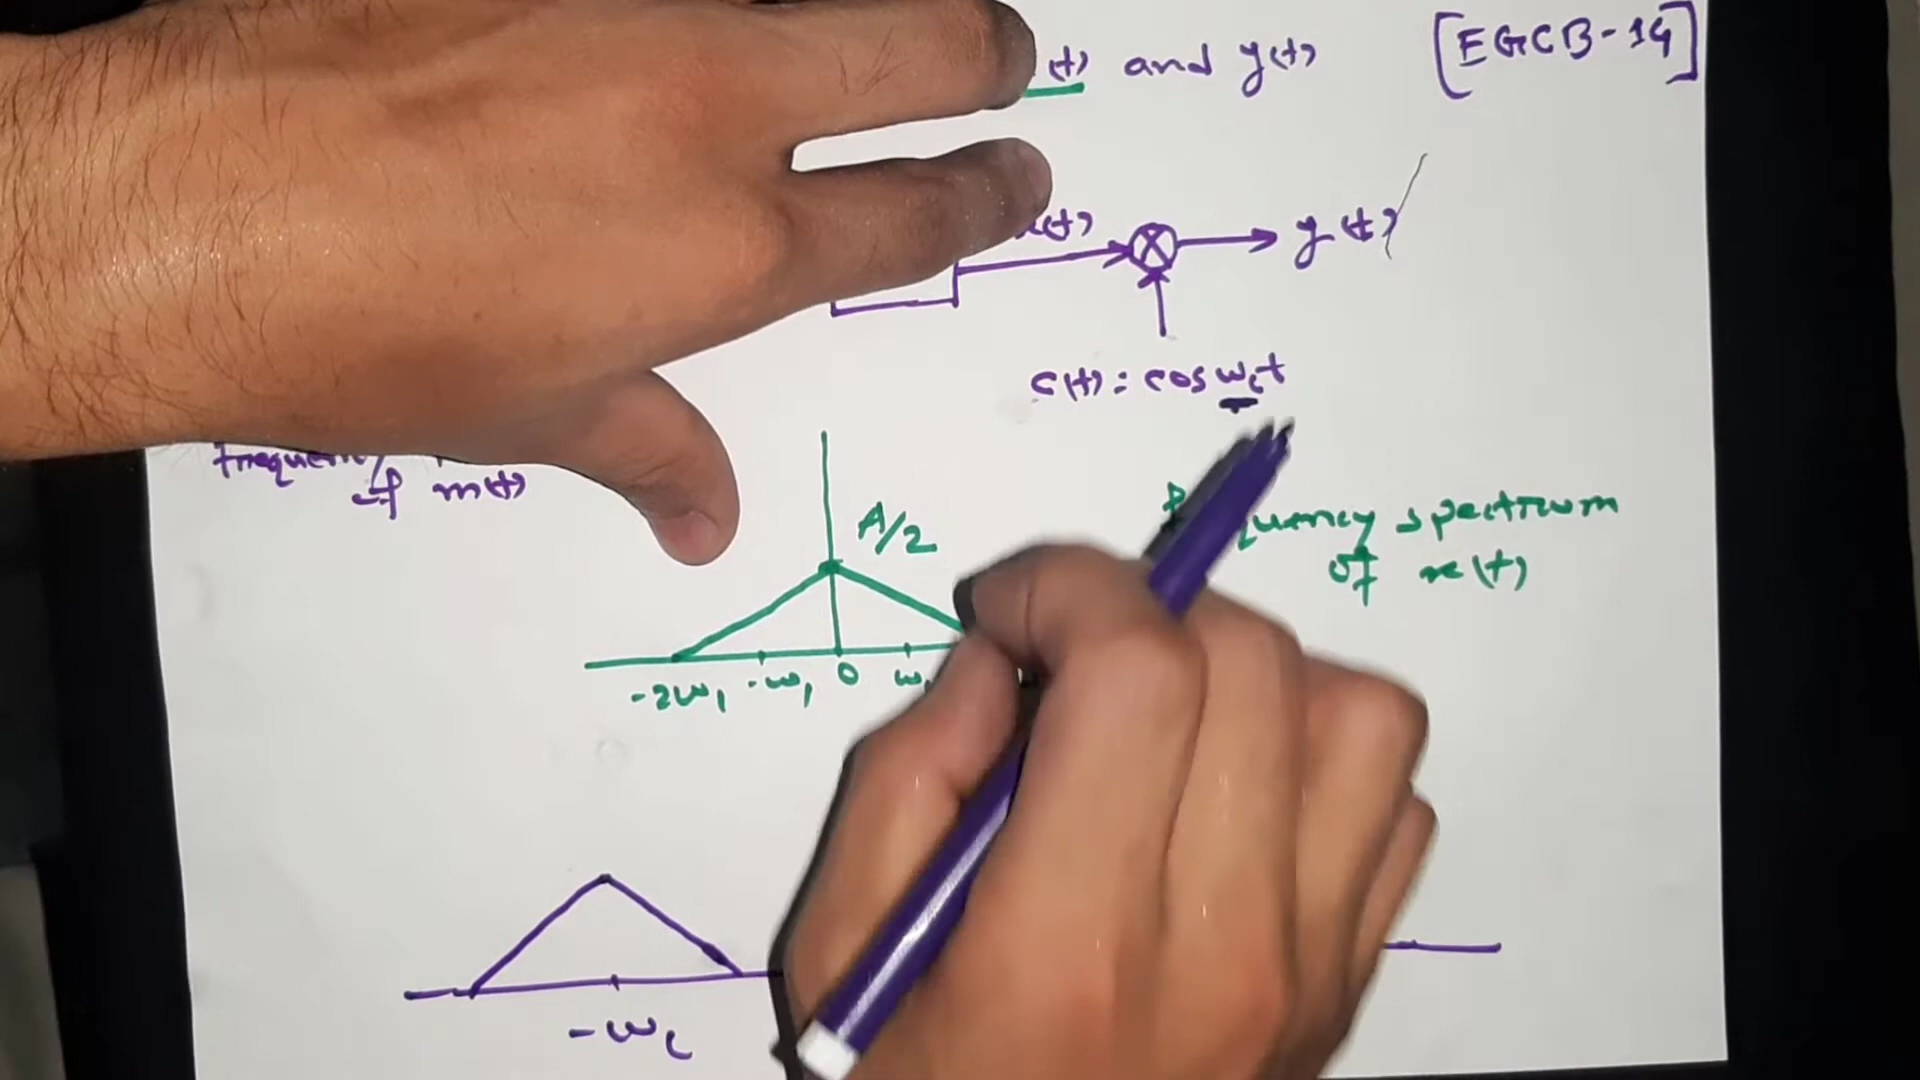 (t) and y(t) [EGCB-14]
x(t) y(t)
c(t) = cos ωct
frequency
of m(t)
A/2
frequency spectrum
of x(t)
-2ω1 -ω1 0 ω1
-ωc